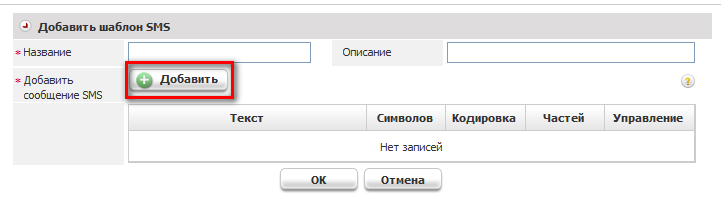 Добавить шаблон SMS
* Название Описание
* Добавить сообщение SMS
Добавить
?
Текст Символов Кодировка Частей Управление
Нет записей
ОК Отмена